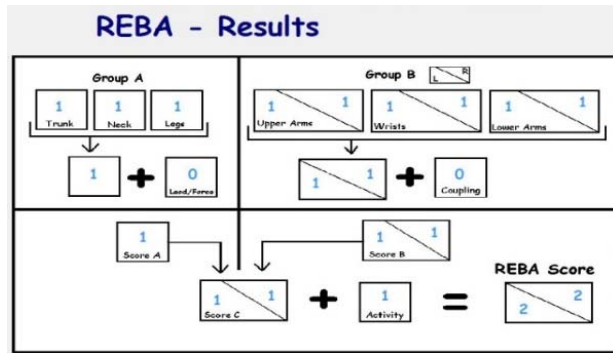 REBA - Results
Group A
Group B
L R
1 1 1
Trunk Neck Legs
1 1 1 1 1 1
Upper Arms Wrists Lower Arms
1 + 0
Load/Force
1 1 + 0
Coupling
1
Score A
1 1
Score B
REBA Score
1 1 + 1 = 2 2
Score C Activity